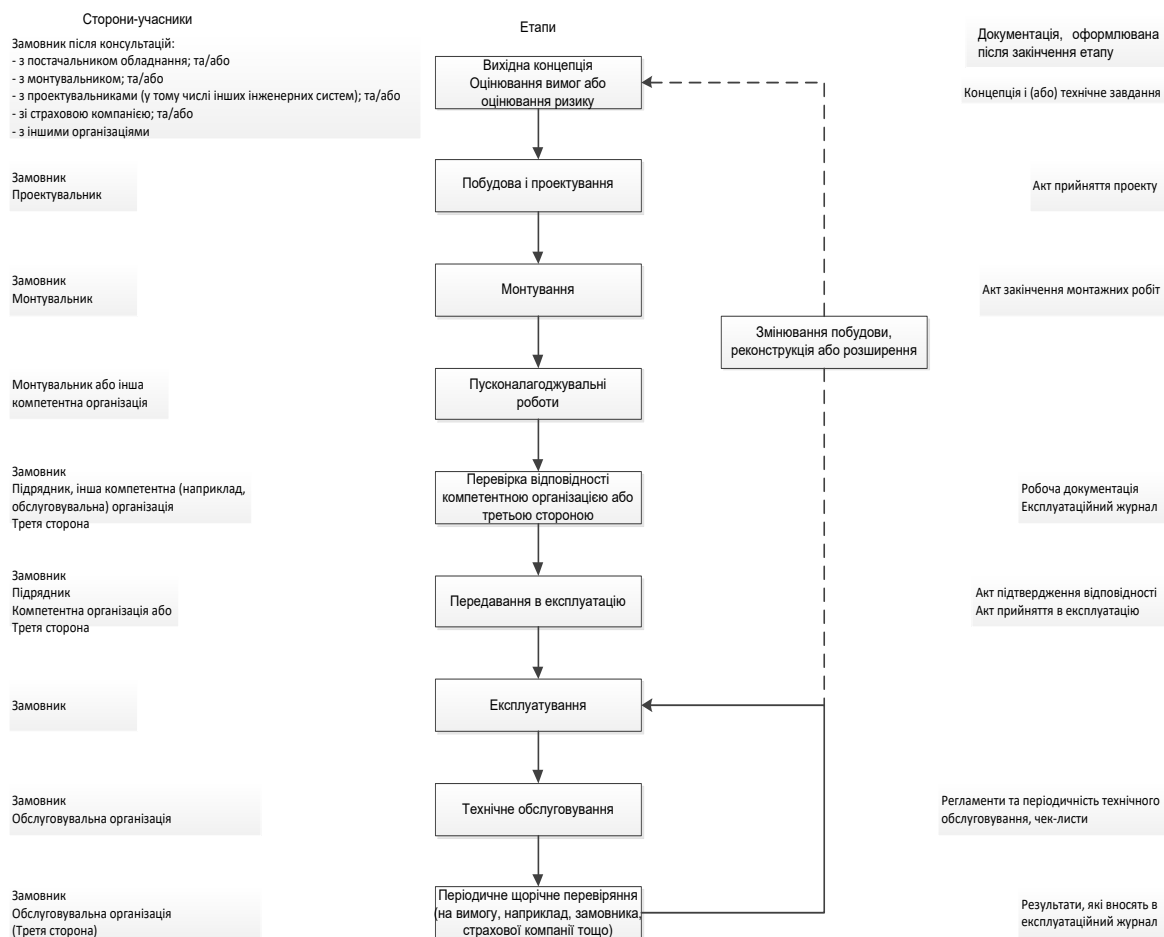 Сторони-учасники
Етапи
Документація, оформлювана
після закінчення етапу
Замовник після консультацій:
- з постачальником обладнання; та/або
- з монтувальником; та/або
- з проектувальниками (у тому числі інших інженерних систем); та/або
- зі страховою компанією; та/або
- з іншими організаціями
Вихідна концепція
Оцінювання вимог або
оцінювання ризику
Концепція і (або) технічне завдання
Замовник
Проектувальник
Побудова і проектування
Акт прийняття проекту
Замовник
Монтувальник
Монтування
Акт закінчення монтажних робіт
Змінювання побудови,
реконструкція або розширення
Монтувальник або інша
компетентна організація
Пусконалагоджувальні
роботи
Замовник
Підрядник, інша компетентна (наприклад,
обслуговувальна) організація
Третя сторона
Перевірка відповідності
компетентною організацією або
третьою стороною
Робоча документація
Експлуатаційний журнал
Замовник
Підрядник
Компетентна організація або
Третя сторона
Передавання в експлуатацію
Акт підтвердження відповідності
Акт прийняття в експлуатацію
Замовник
Експлуатування
Замовник
Обслуговувальна організація
Технічне обслуговування
Регламенти та періодичність технічного
обслуговування, чек-листи
Замовник
Обслуговувальна організація
(Третя сторона)
Періодичне щорічне перевіряння
(на вимогу, наприклад, замовника,
страхової компанії тощо)
Результати, які вносять в
експлуатаційний журнал